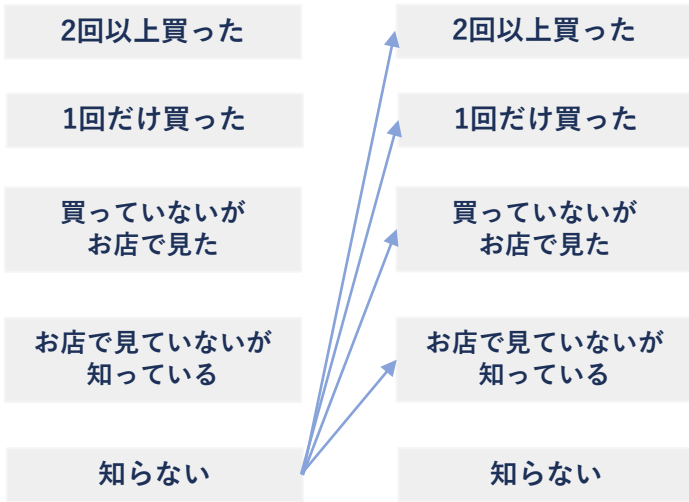 2回以上買った
1回だけ買った
買っていないが
お店で見た
お店で見ていないが
知っている
知らない
2回以上買った
1回だけ買った
買っていないが
お店で見た
お店で見ていないが
知っている
知らない